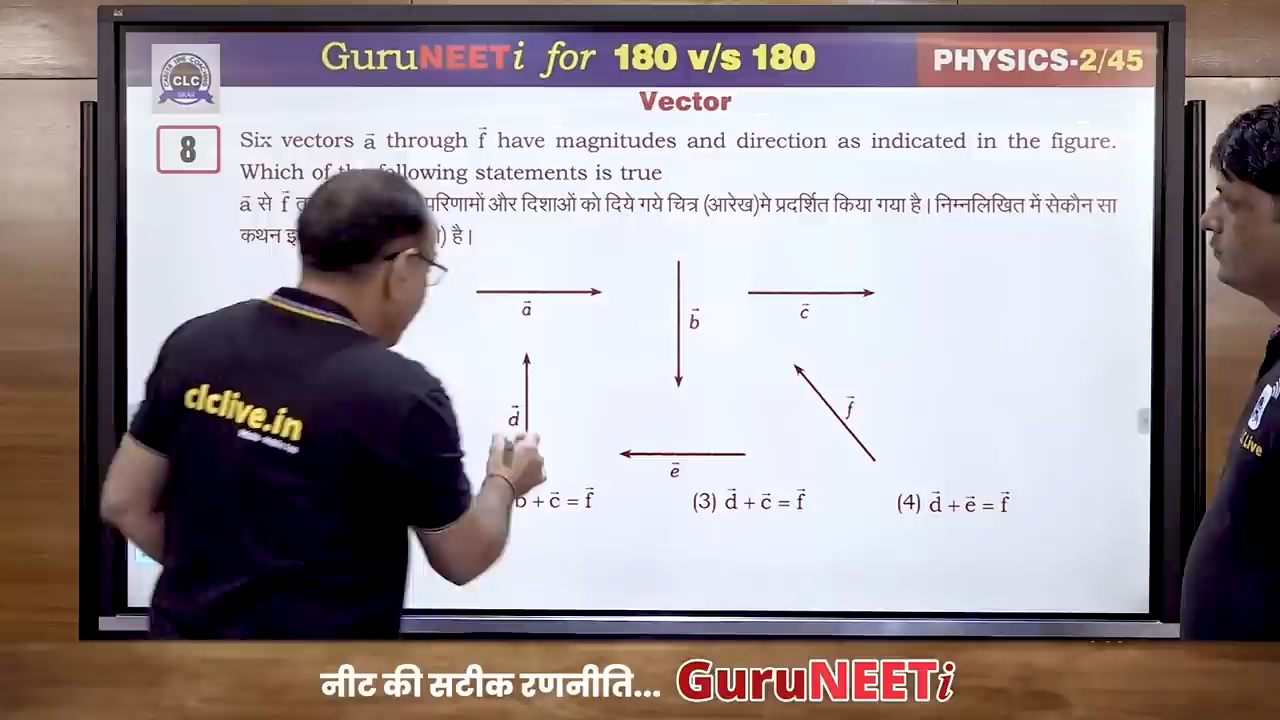 GuruNEETi for 180 v/s 180
PHYSICS-2/45
CLC
SIKAR
Vector
8
Six vectors a⃗ through f⃗ have magnitudes and direction as indicated in the figure.
Which of the following statements is true
a⃗ से f⃗ परिणामों और दिशाओं को दिये गये चित्र (आरेख)मे प्रदर्शित किया गया है। निम्नलिखित में सेकौन सा
कथन है।
a⃗
b⃗
c⃗
d⃗
f⃗
e⃗
b⃗ + c⃗ = f⃗ (3) d⃗ + c⃗ = f⃗ (4) d⃗ + e⃗ = f⃗
clclive.in
Live
नीट की सटीक रणनीति... GuruNEETi